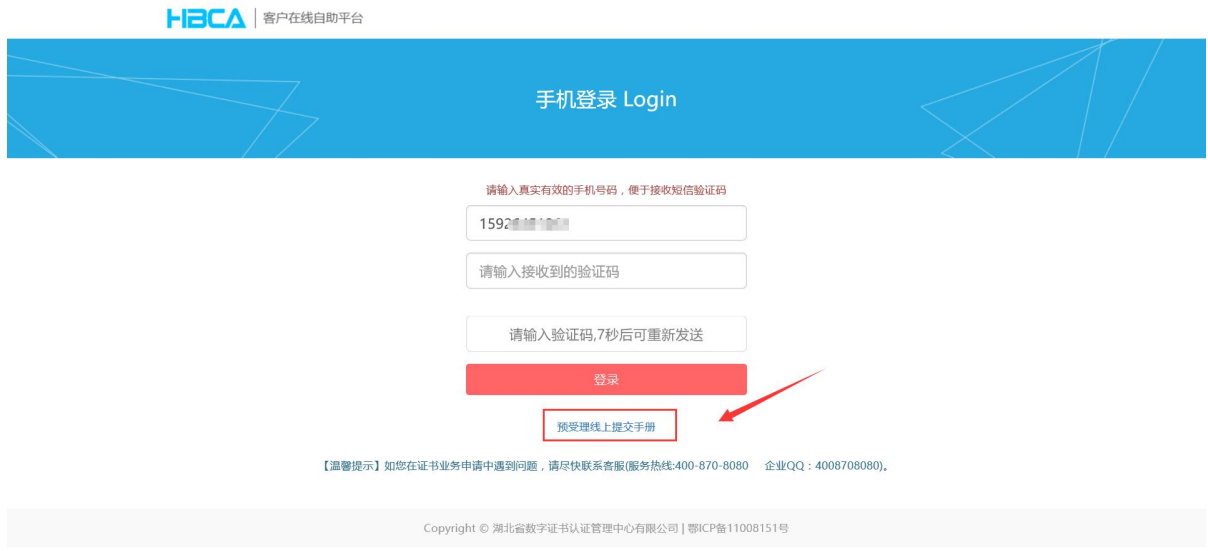 HBCA 客户在线自助平台
手机登录 Login
请输入真实有效的手机号码，便于接收短信验证码
1592
请输入接收到的验证码
请输入验证码,7秒后可重新发送
登录
预受理线上提交手册
【温馨提示】如您在证书业务申请中遇到问题，请尽快联系客服(服务热线:400-870-8080 企业QQ：4008708080)。
Copyright © 湖北省数字证书认证管理中心有限公司 | 鄂ICP备11008151号